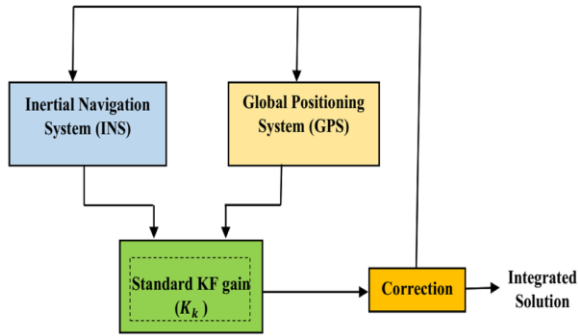 Inertial Navigation
System (INS)
Global Positioning
System (GPS)
Standard KF gain
(K_k )
Correction
Integrated
Solution